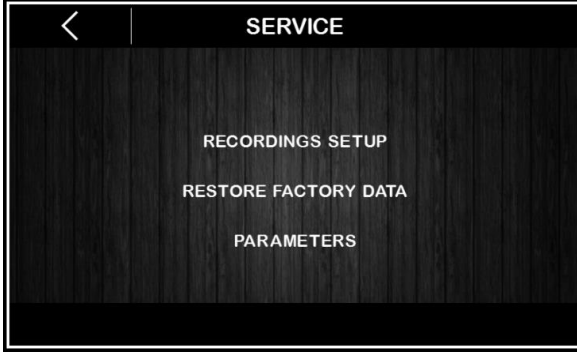 SERVICE
RECORDINGS SETUP
RESTORE FACTORY DATA
PARAMETERS